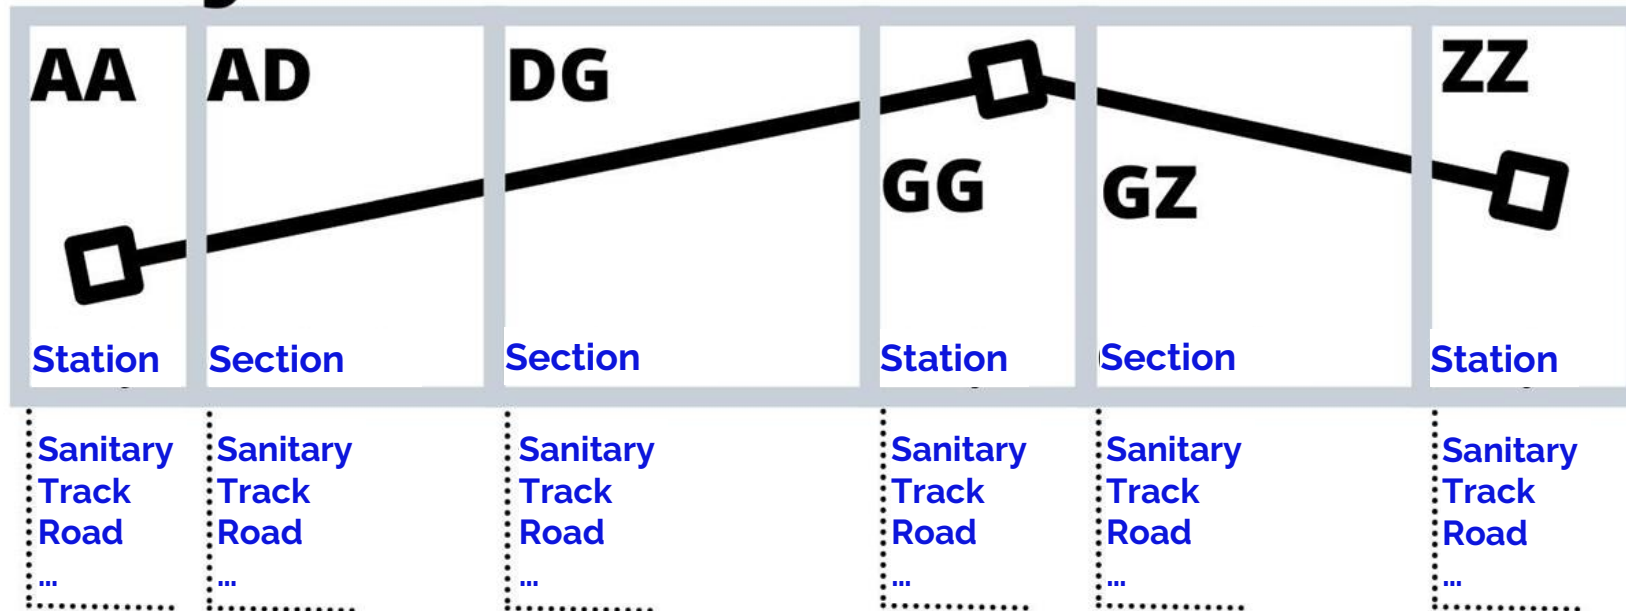 AA
AD
DG
ZZ
GG
GZ
Station
Section
Section
Station
Section
Station
Sanitary
Track
Road
...
Sanitary
Track
Road
...
Sanitary
Track
Road
...
Sanitary
Track
Road
...
Sanitary
Track
Road
...
Sanitary
Track
Road
...